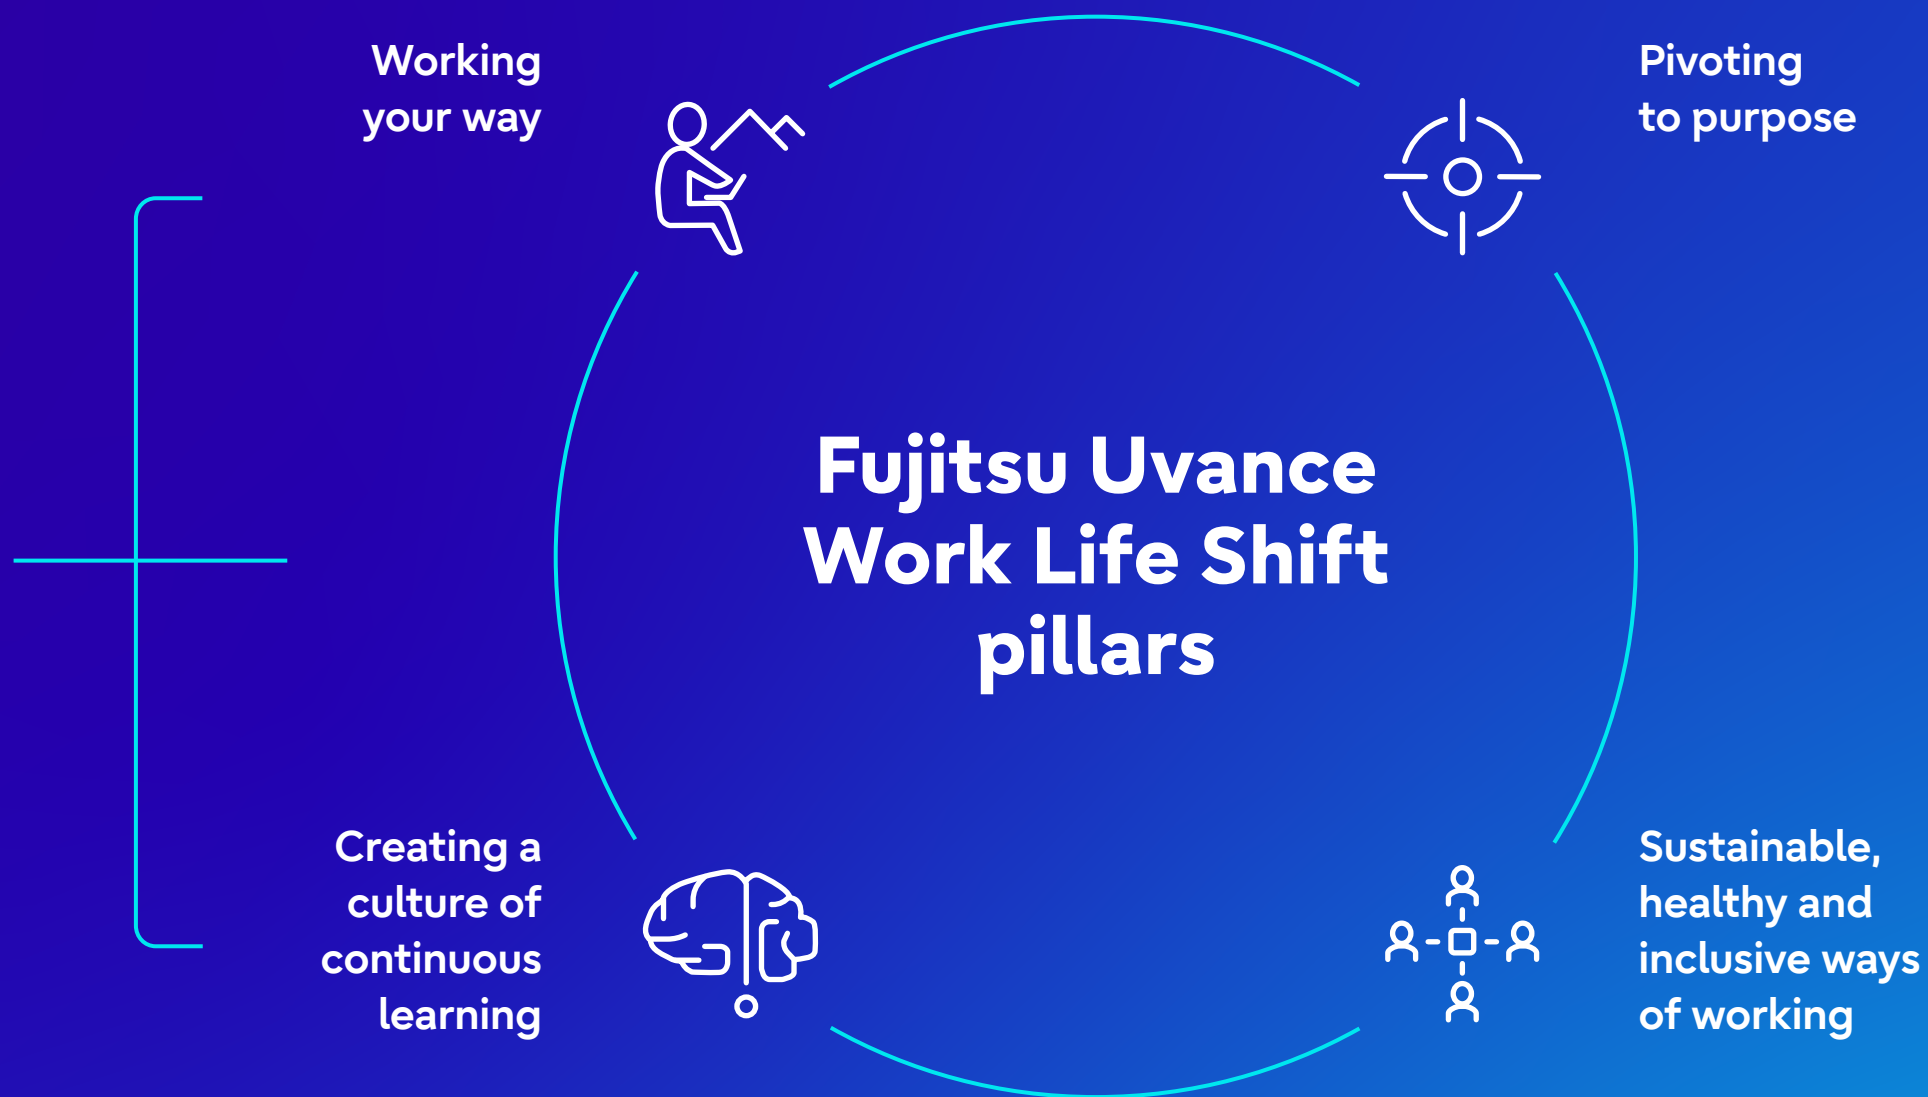 Working
your way
Pivoting
to purpose
Fujitsu Uvance
Work Life Shift
pillars
Creating a
culture of
continuous
learning
Sustainable,
healthy and
inclusive ways
of working